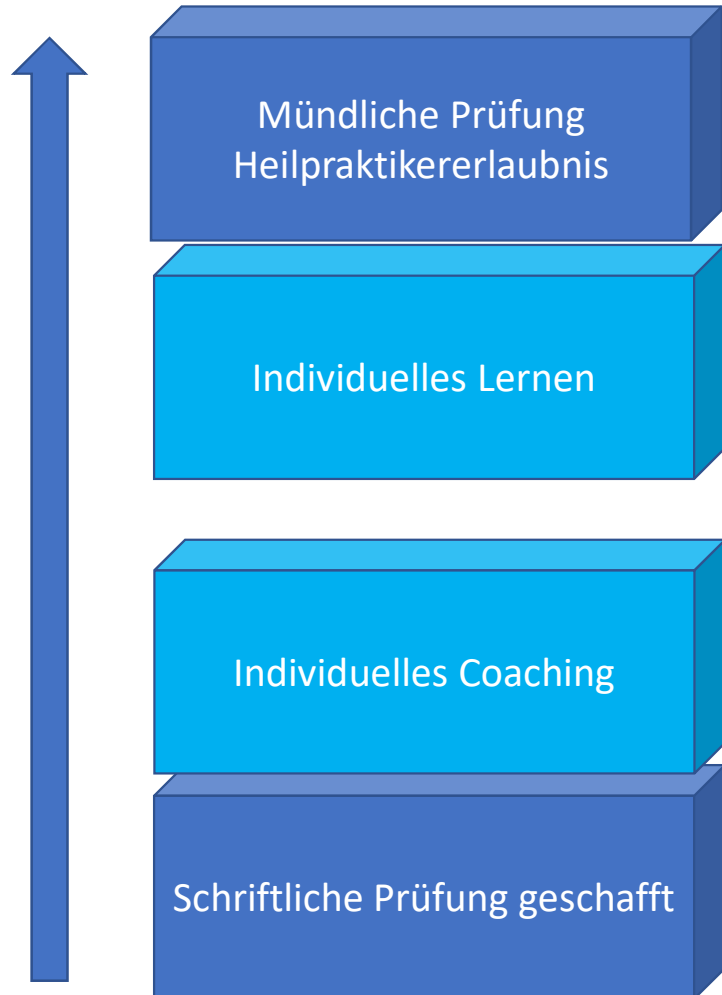 Mündliche Prüfung
Heilpraktikererlaubnis
Individuelles Lernen
Individuelles Coaching
Schriftliche Prüfung geschafft